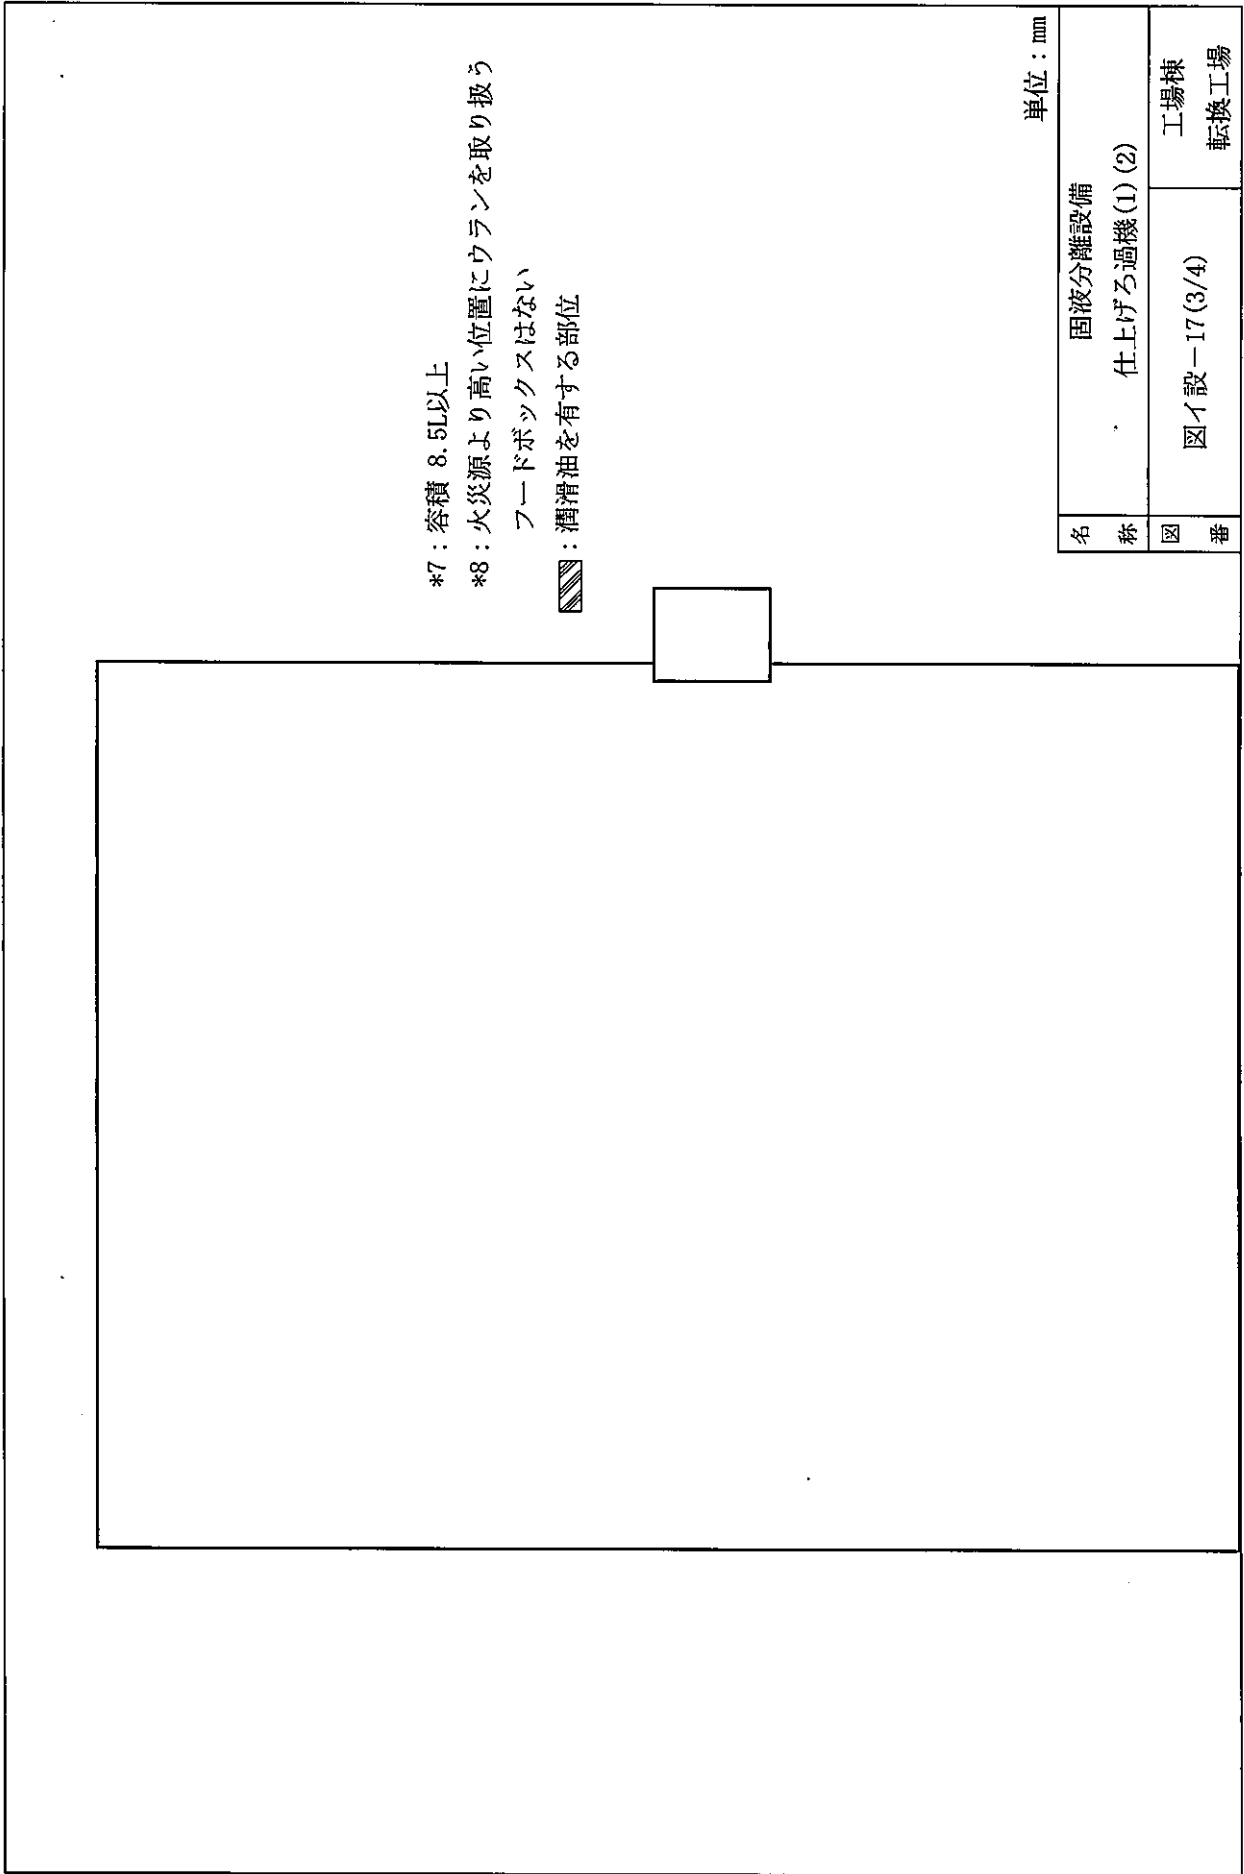 *7：容積 8.5L以上
*8：火災源より高い位置にウランを取り扱う
フードボックスはない
：潤滑油を有する部位
単位：mm
名称
固液分離設備
仕上げろ過機(1)(2)
図番
図イ設－17(3/4)
工場棟
転換工場